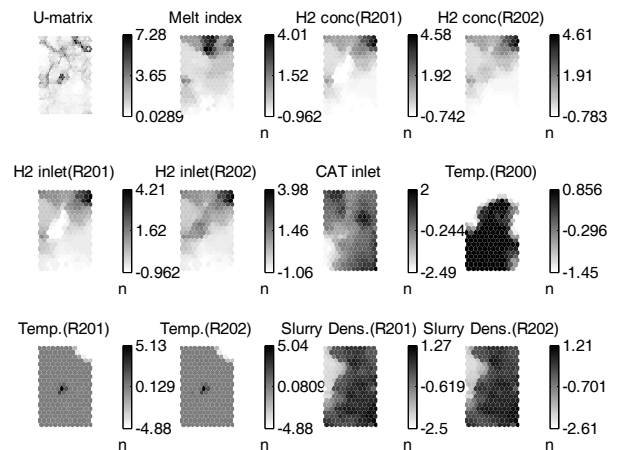 U-matrix Melt index H2 conc(R201) H2 conc(R202)
7.28 4.01 4.58 4.61
3.65 1.52 1.92 1.91
0.0289 -0.962 -0.742 -0.783
n n n
H2 inlet(R201) H2 inlet(R202) CAT inlet Temp.(R200)
4.21 3.98 2 0.856
1.62 1.46 -0.244 -0.296
-0.962 -1.06 -2.49 -1.45
n n n n
Temp.(R201) Temp.(R202) Slurry Dens.(R201) Slurry Dens.(R202)
5.13 5.04 1.27 1.21
0.129 0.0809 -0.619 -0.701
-4.88 -4.88 -2.5 -2.61
n n n n